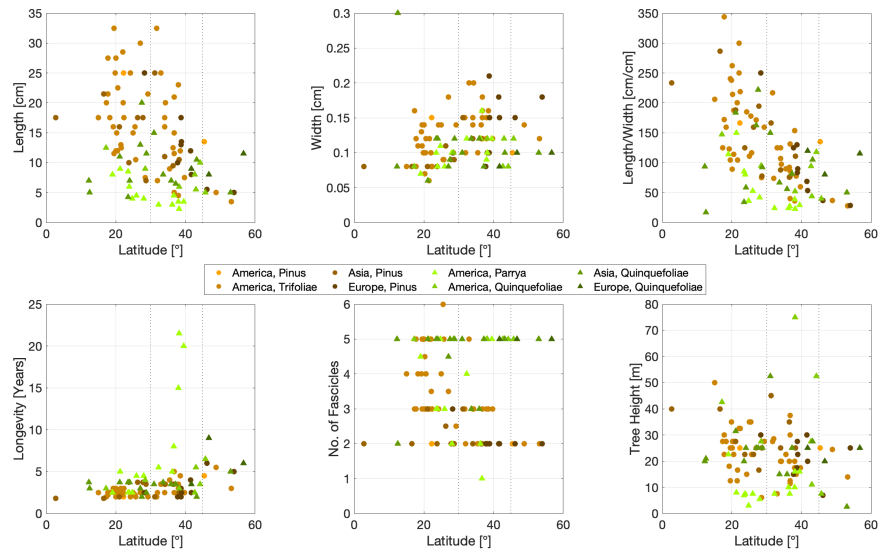 35
30
25
20
15
10
5
0
Length [cm]
0 20 40 60
Latitude [°]
0.3
0.25
0.2
0.15
0.1
0.05
0
Width [cm]
0 20 40 60
Latitude [°]
350
300
250
200
150
100
50
0
Length/Width [cm/cm]
0 20 40 60
Latitude [°]
America, Pinus Asia, Pinus America, Parrya Asia, Quinquefoliae
America, Trifoliae Europe, Pinus America, Quinquefoliae Europe, Quinquefoliae
25
20
15
10
5
0
Longevity [Years]
0 20 40 60
Latitude [°]
6
5
4
3
2
1
0
No. of Fascicles
0 20 40 60
Latitude [°]
80
70
60
50
40
30
20
10
0
Tree Height [m]
0 20 40 60
Latitude [°]